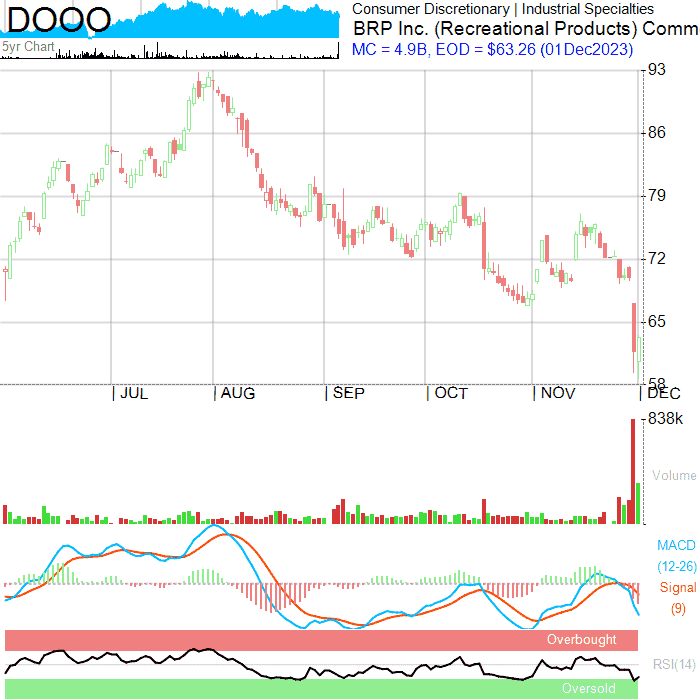 DOOO
5yr Chart
Consumer Discretionary | Industrial Specialties
BRP Inc. (Recreational Products) Comm
MC = 4.9B, EOD = $63.26 (01Dec2023)
93
86
79
72
65
58
JUL AUG SEP OCT NOV DEC
838k
Volume
MACD
(12-26)
Signal
(9)
Overbought
RSI(14)
Oversold